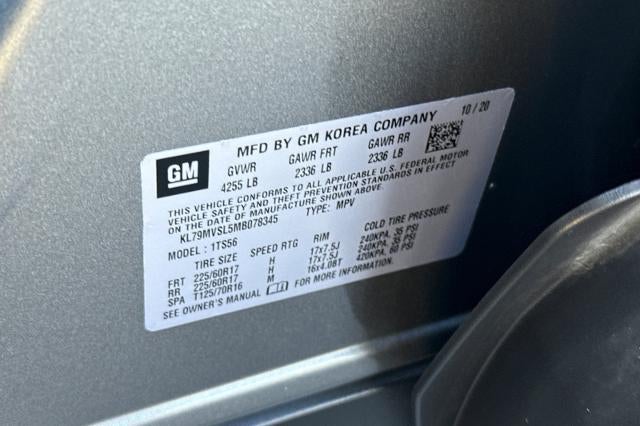 GM
MFD BY GM KOREA COMPANY 10/20
GVWR GAWR FRT GAWR RR
4255 LB 2336 LB 2336 LB
THIS VEHICLE CONFORMS TO ALL APPLICABLE U.S. FEDERAL MOTOR
VEHICLE SAFETY AND THEFT PREVENTION STANDARDS IN EFFECT
ON THE DATE OF MANUFACTURE SHOWN ABOVE.
KL79MVSL5MB078345 TYPE: MPV
MODEL: 1TS56
TIRE SIZE SPEED RTG RIM COLD TIRE PRESSURE
FRT 225/60R17 H 17x7.5J 240KPA, 35 PSI
RR 225/60R17 H 17x7.5J 240KPA, 35 PSI
SPA T125/70R16 M 16x4.0BT 420KPA, 60 PSI
SEE OWNER'S MANUAL FOR MORE INFORMATION.